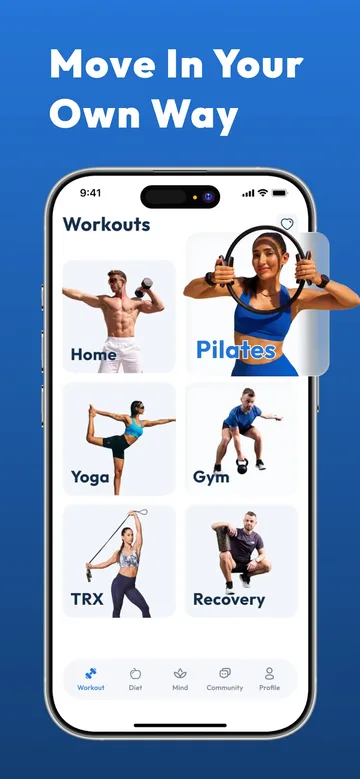 Move In Your
Own Way
9:41
Workouts
Home
Pilates
Yoga
Gym
TRX
Recovery
Workout
Diet
Mind
Community
Profile